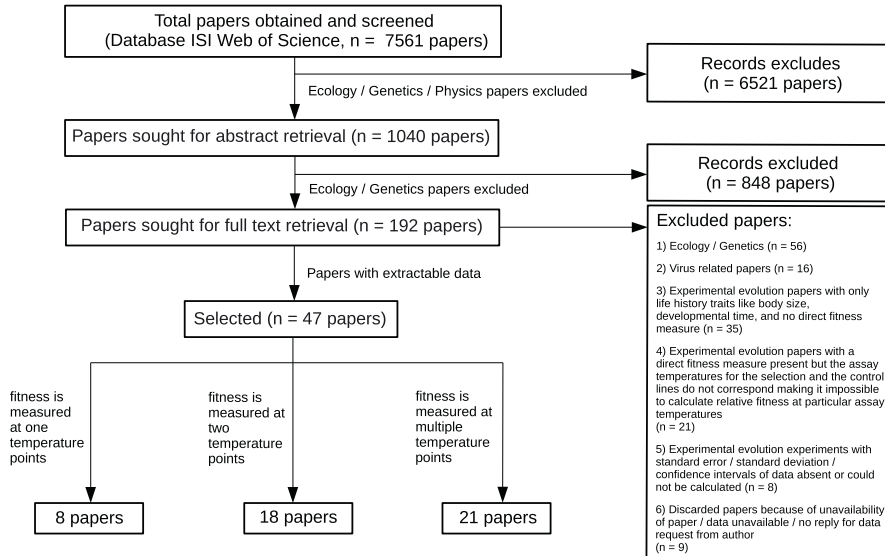 Total papers obtained and screened
(Database ISI Web of Science, n = 7561 papers)
Records excludes
(n = 6521 papers)
Ecology / Genetics / Physics papers excluded
Papers sought for abstract retrieval (n = 1040 papers)
Records excluded
(n = 848 papers)
Ecology / Genetics papers excluded
Papers sought for full text retrieval (n = 192 papers)
Excluded papers:
1) Ecology / Genetics (n = 56)
2) Virus related papers (n = 16)
3) Experimental evolution papers with only
life history traits like body size,
developmental time, and no direct fitness
measure (n = 35)
4) Experimental evolution papers with a
direct fitness measure present but the assay
temperatures for the selection and the control
lines do not correspond making it impossible
to calculate relative fitness at particular assay
temperatures
(n = 21)
5) Experimental evolution experiments with
standard error / standard deviation /
confidence intervals of data absent or could
not be calculated (n = 8)
6) Discarded papers because of unavailability
of paper / data unavailable / no reply for data
request from author
(n = 9)
Papers with extractable data
Selected (n = 47 papers)
fitness is
measured
at one
temperature
points
fitness is
measured at
two
temperature
points
fitness is
measured at
multiple
temperature
points
8 papers
18 papers
21 papers